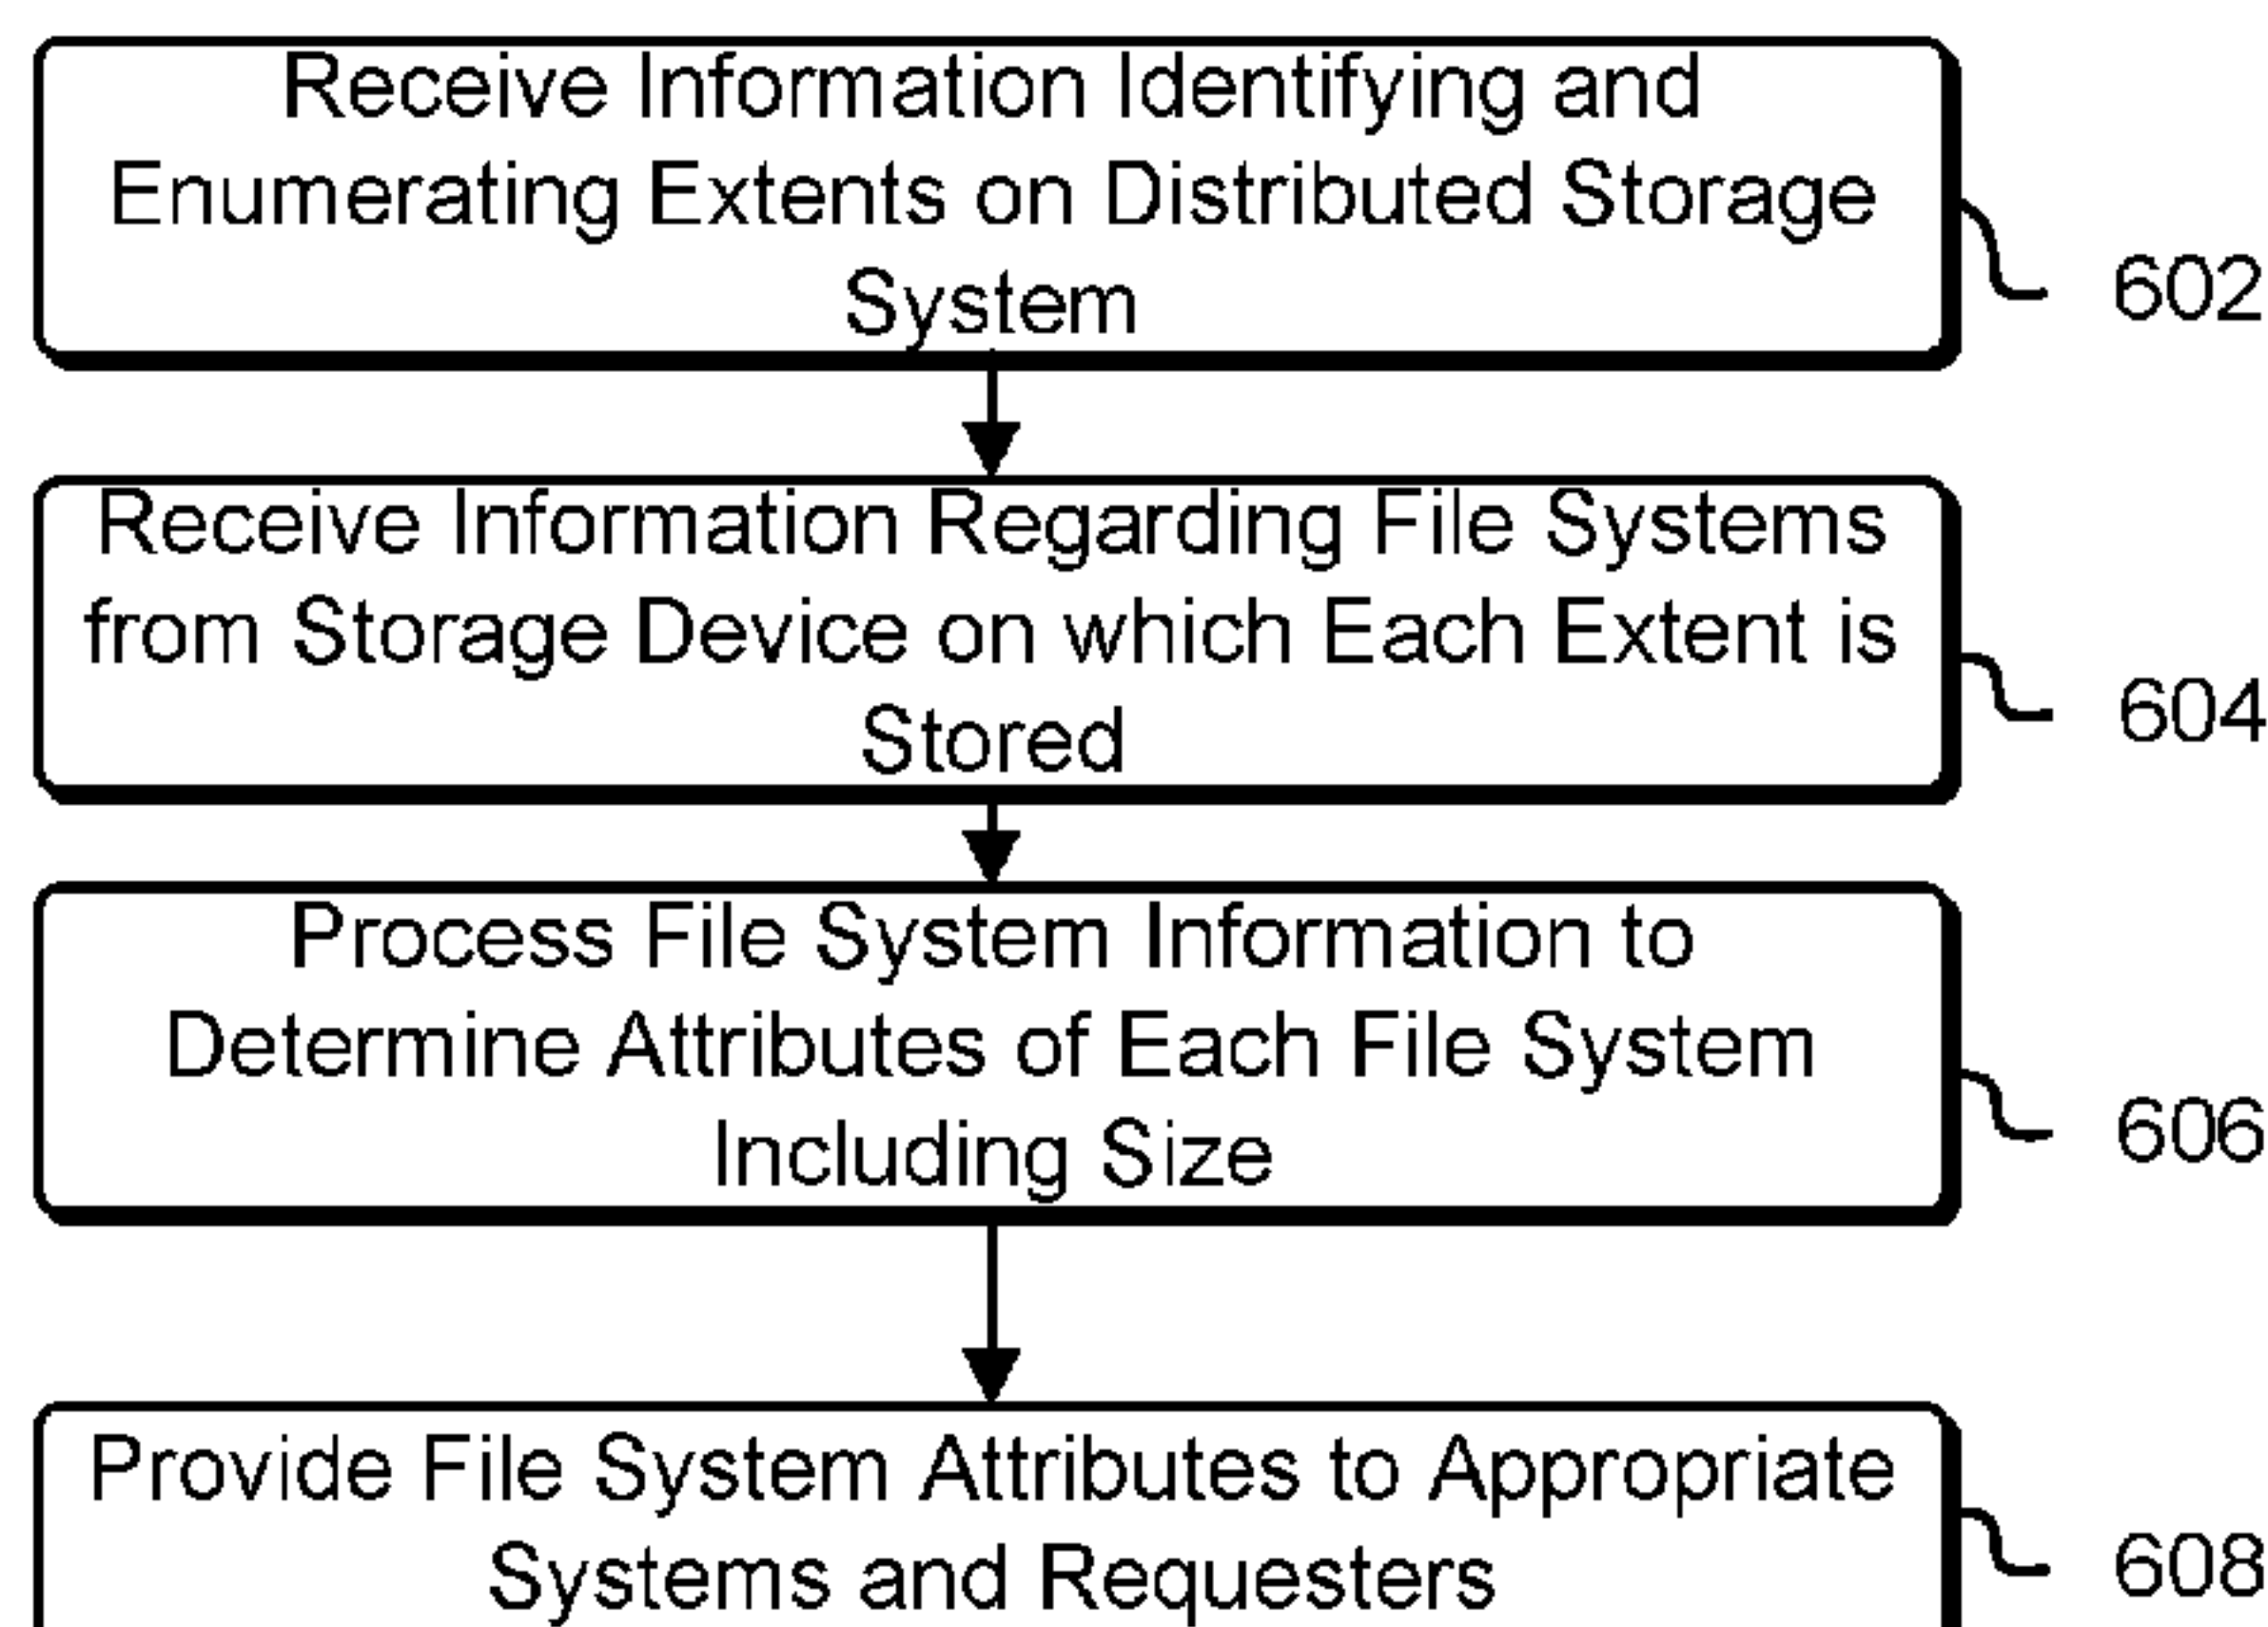 Receive Information Identifying and
Enumerating Extents on Distributed Storage
System
602
Receive Information Regarding File Systems
from Storage Device on which Each Extent is
Stored
604
Process File System Information to
Determine Attributes of Each File System
Including Size
606
Provide File System Attributes to Appropriate
Systems and Requesters
608